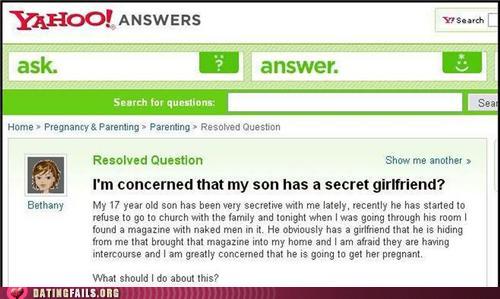 YAHOO! ANSWERS
Y! Search
ask. ?
answer.
Search for questions:
Sear
Home > Pregnancy & Parenting > Parenting > Resolved Question
Resolved Question
Show me another »
I'm concerned that my son has a secret girlfriend?
Bethany
My 17 year old son has been very secretive with me lately, recently he has started to
refuse to go to church with the family and tonight when I was going through his room I
found a magazine with naked men in it. He obviously has a girlfriend that he is hiding
from me that brought that magazine into my home and I am afraid they are having
intercourse and I am greatly concerned that he is going to get her pregnant.
What should I do about this?
DATINGFAILS.ORG